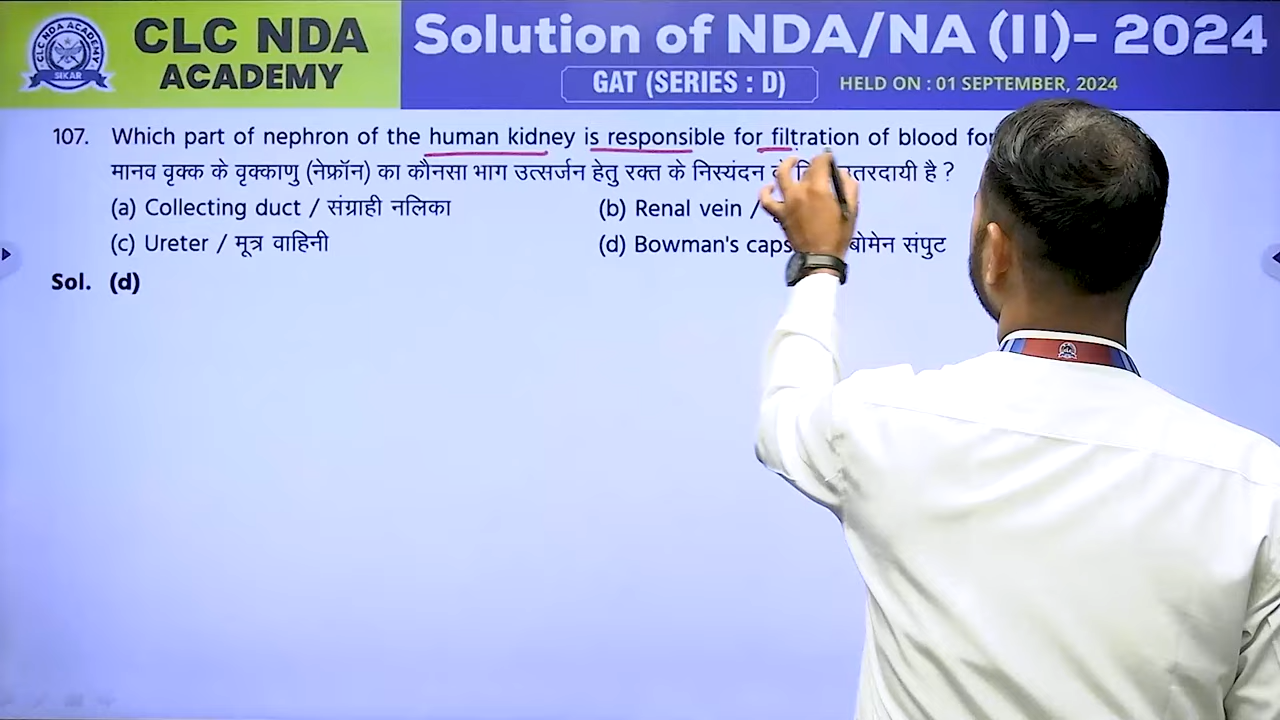 CLC NDA ACADEMY
SIKAR
CLC NDA
ACADEMY
Solution of NDA/NA (II)- 2024
GAT (SERIES : D)
HELD ON : 01 SEPTEMBER, 2024
107. Which part of nephron of the human kidney is responsible for filtration of blood for
मानव वृक्क के वृक्काणु (नेफ्रॉन) का कौनसा भाग उत्सर्जन हेतु रक्त के निस्यंदन है ?
(a) Collecting duct / संग्राही नलिका
(b) Renal vein /
(c) Ureter / मूत्र वाहिनी
(d) Bowman's बोमेन संपुट
Sol. (d)